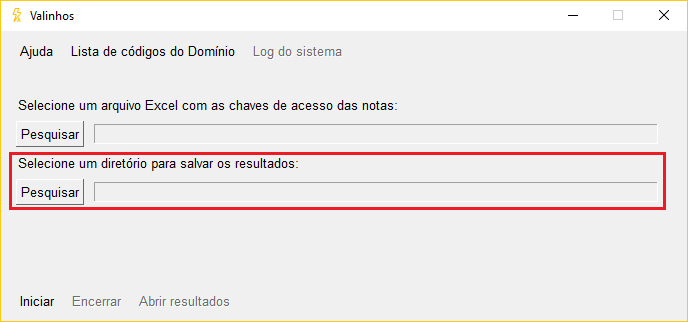 Valinhos
Ajuda Lista de códigos do Domínio Log do sistema
Selecione um arquivo Excel com as chaves de acesso das notas:
Pesquisar
Selecione um diretório para salvar os resultados:
Pesquisar
Iniciar Encerrar Abrir resultados